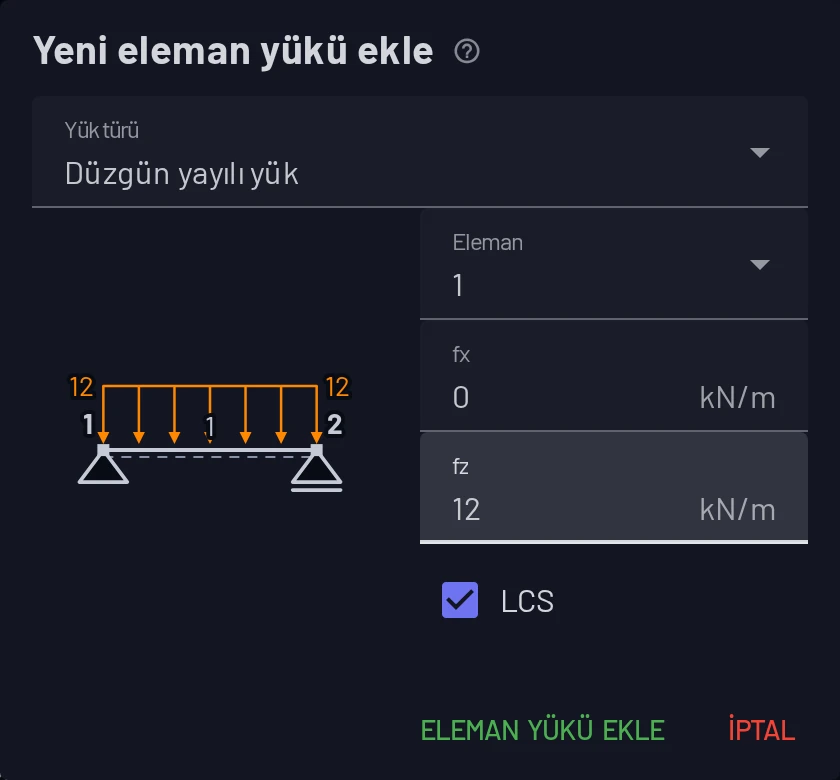 Yeni eleman yükü ekle ?
Yük türü
Düzgün yayılı yük
Eleman
1
fx
0 kN/m
fz
12 kN/m
12 12
1 1 2
LCS
ELEMAN YÜKÜ EKLE İPTAL